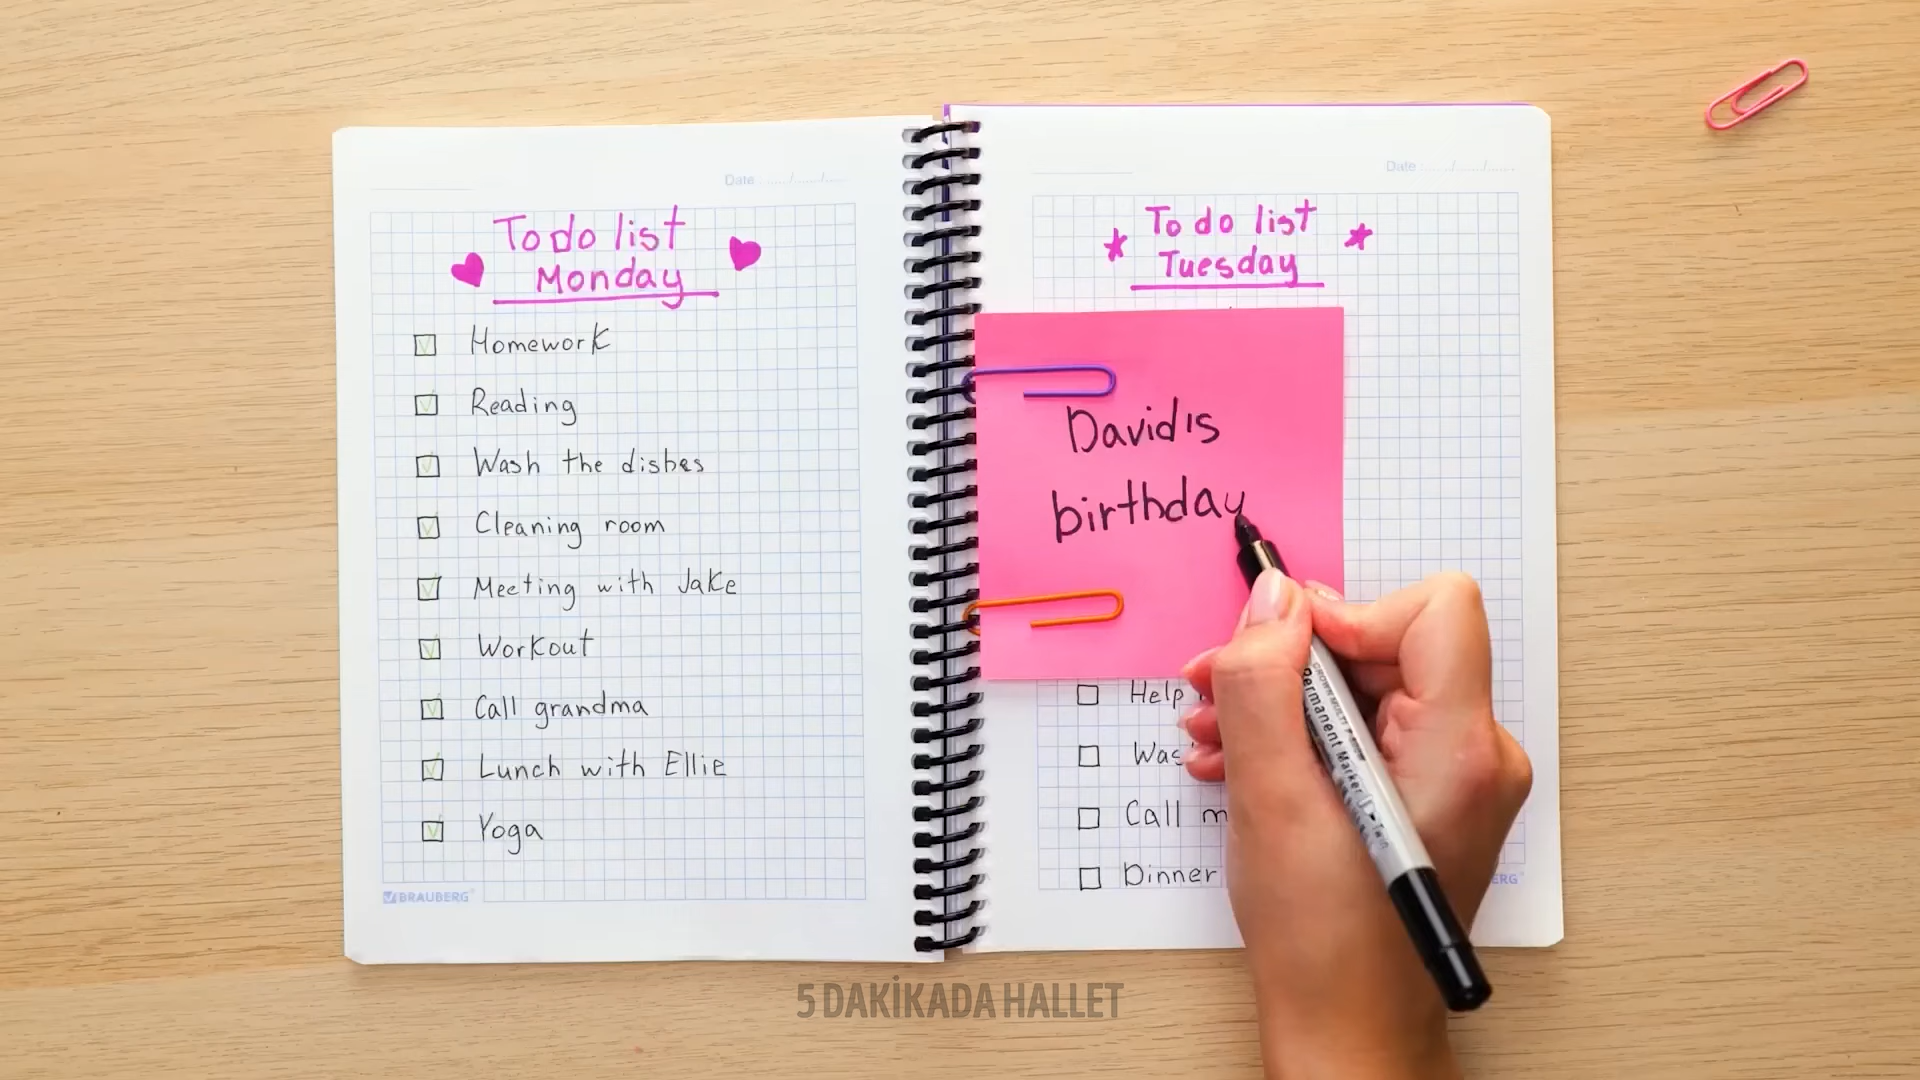 Date ....../....../......
To do list
Monday
Homework
Reading
Wash the dishes
Cleaning room
Meeting with Jake
Workout
Call grandma
Lunch with Ellie
Yoga
BRAUBERG
Date ....../....../......
To do list
Tuesday
David's
birthday
Help
Call
Dinner
Permanent Marker
5 DAKİKADA HALLET